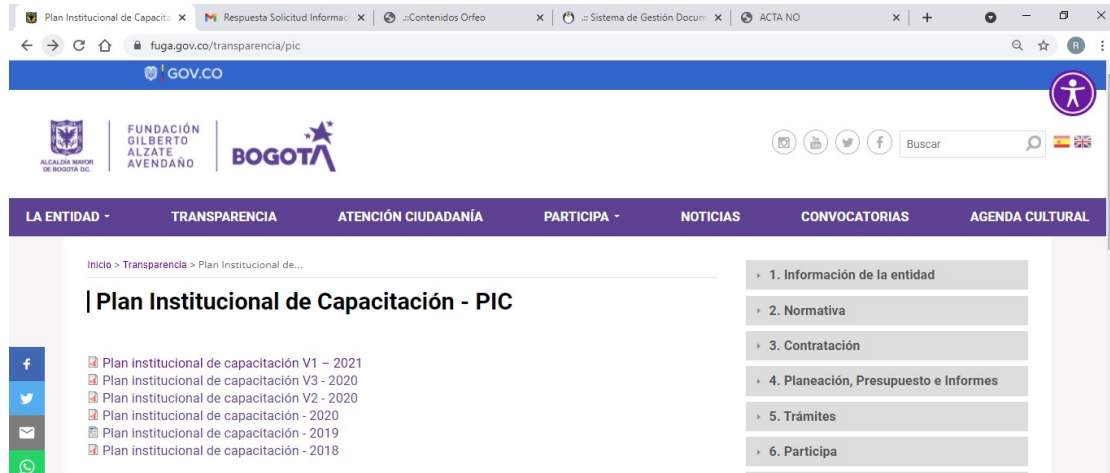 Plan Institucional de Capacita
Respuesta Solicitud Informac
.::Contenidos Orfeo
.:: Sistema de Gestión Docum
ACTA NO
fuga.gov.co/transparencia/pic
R
GOV.CO
ALCALDÍA MAYOR
DE BOGOTÁ D.C.
FUNDACIÓN
GILBERTO
ALZATE
AVENDAÑO
BOGOTÁ
You
Tube
Buscar
LA ENTIDAD
TRANSPARENCIA
ATENCIÓN CIUDADANÍA
PARTICIPA
NOTICIAS
CONVOCATORIAS
AGENDA CULTURAL
Inicio > Transparencia > Plan Institucional de...
Plan Institucional de Capacitación - PIC
Plan institucional de capacitación V1 – 2021
Plan institucional de capacitación V3 - 2020
Plan institucional de capacitación V2 - 2020
Plan institucional de capacitación - 2020
Plan institucional de capacitación - 2019
Plan institucional de capacitación - 2018
1. Información de la entidad
2. Normativa
3. Contratación
4. Planeación, Presupuesto e Informes
5. Trámites
6. Participa